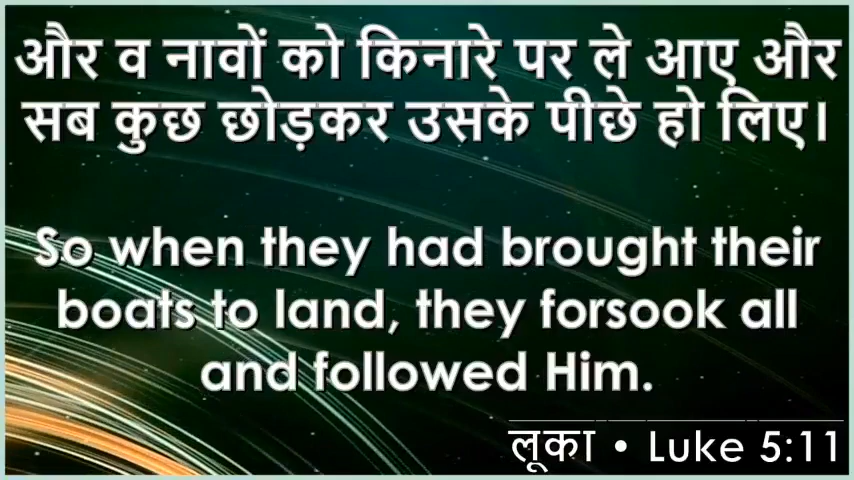 और व नावों को किनारे पर ले आए और
सब कुछ छोड़कर उसके पीछे हो लिए।
So when they had brought their
boats to land, they forsook all
and followed Him.
लूका • Luke 5:11